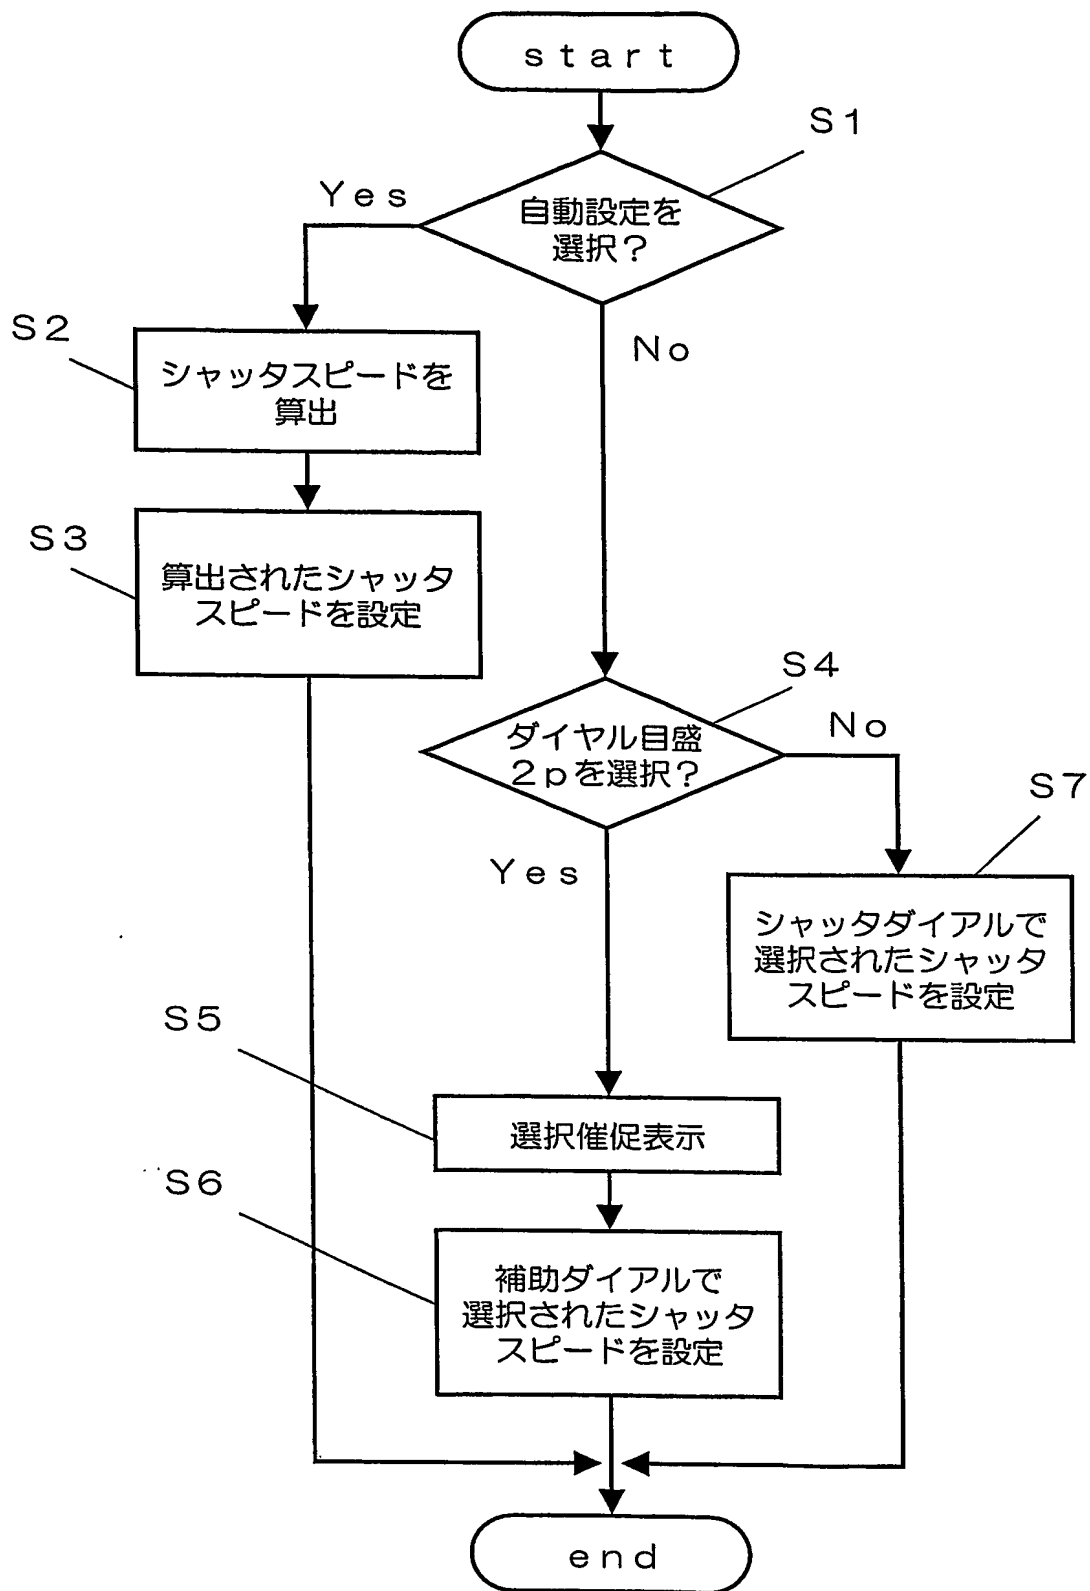 start
S1
Yes
自動設定を
選択？
No
S2
シャッタスピードを
算出
S3
算出されたシャッタ
スピードを設定
S4
ダイヤル目盛
2pを選択？
No
Yes
S7
シャッタダイアルで
選択されたシャッタ
スピードを設定
S5
選択催促表示
S6
補助ダイアルで
選択されたシャッタ
スピードを設定
end